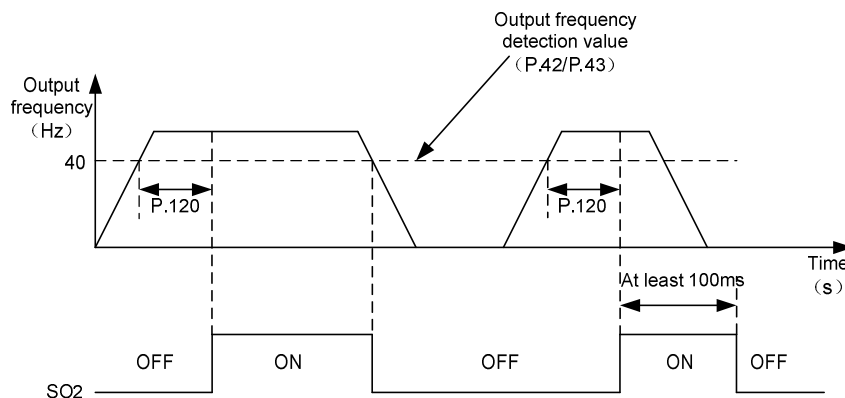 Output frequency
detection value
（P.42/P.43）
Output
frequency
（Hz）
40
P.120
P.120
Time
（s）
At least 100ms
OFF
ON
OFF
ON
OFF
SO2